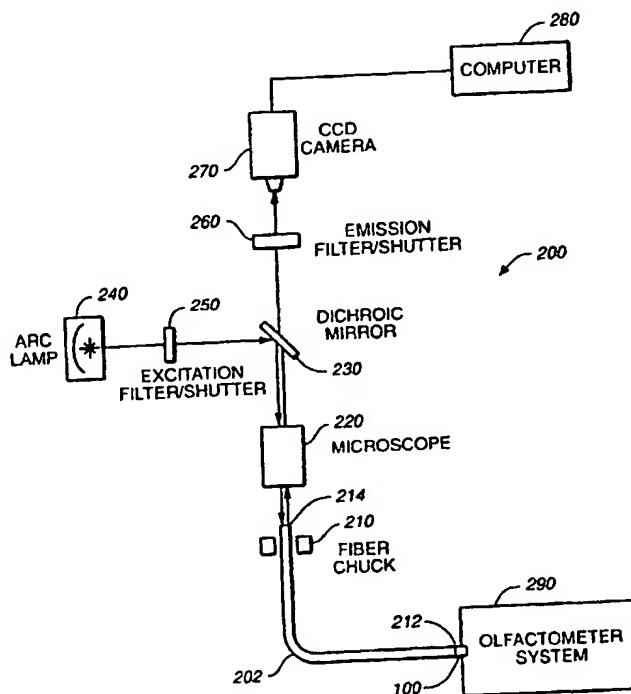 280
COMPUTER
CCD
CAMERA
270
260
EMISSION
FILTER/SHUTTER
200
240
250
DICHROIC
MIRROR
ARC
LAMP
EXCITATION
FILTER/SHUTTER
230
220
MICROSCOPE
214
210
FIBER
CHUCK
290
212
OLFACTOMETER
SYSTEM
202
100